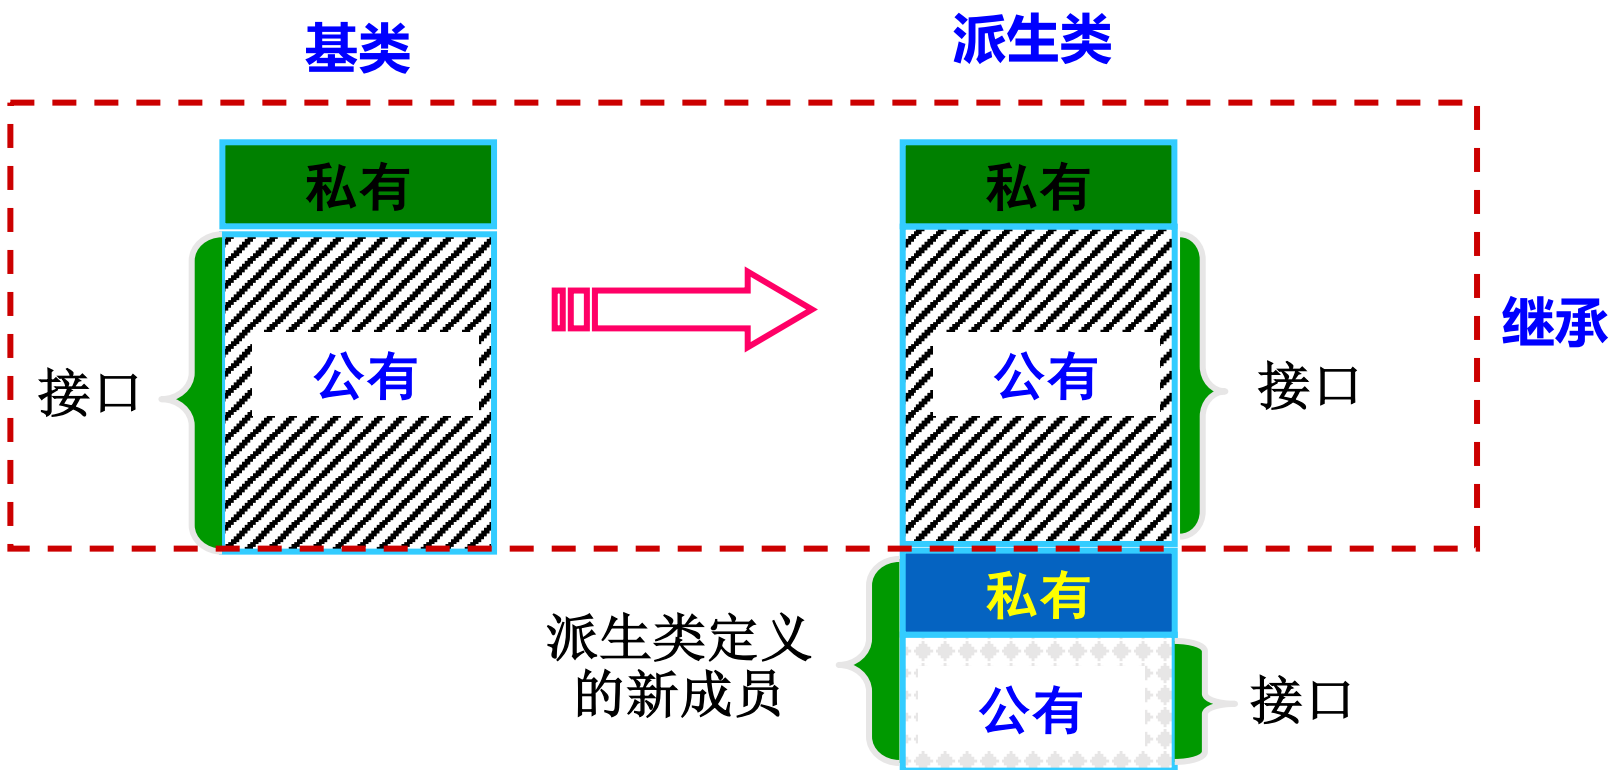 基类
派生类
私有
私有
公有
公有
继承
接口
接口
私有
派生类定义
的新成员
公有
接口